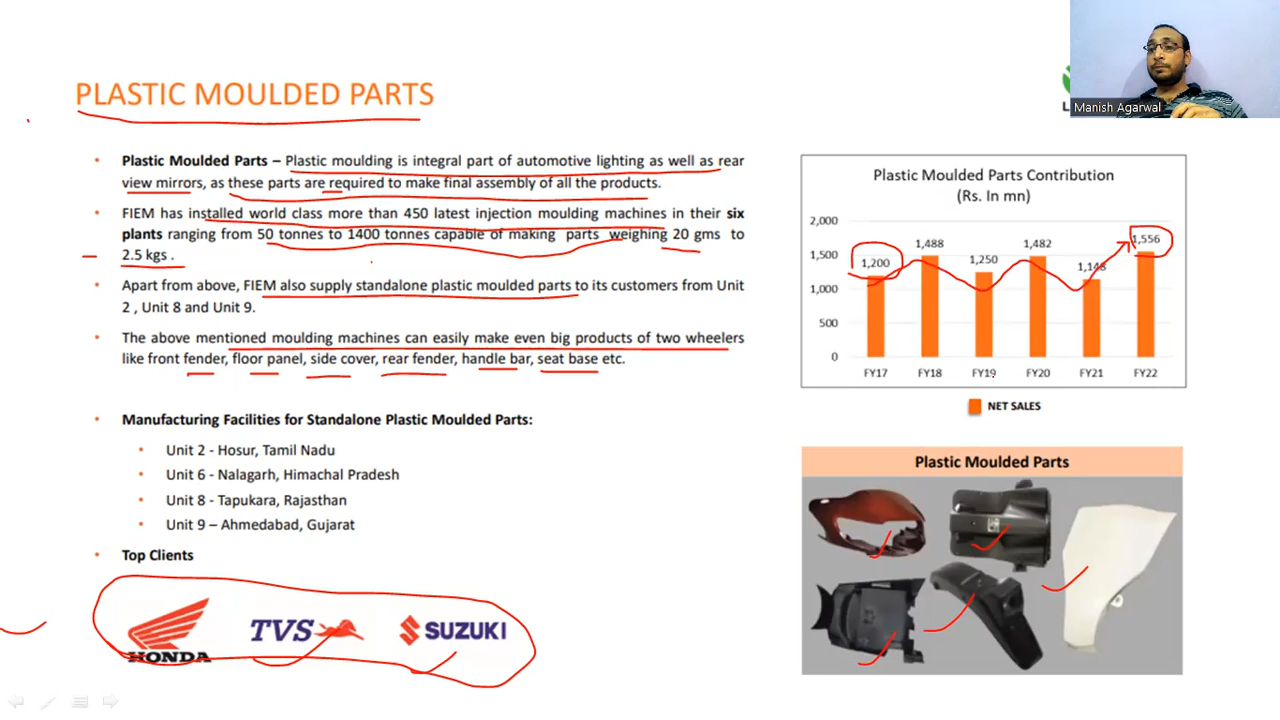 Manish Agarwal
PLASTIC MOULDED PARTS
• Plastic Moulded Parts – Plastic moulding is integral part of automotive lighting as well as rear
view mirrors, as these parts are required to make final assembly of all the products.
• FIEM has installed world class more than 450 latest injection moulding machines in their six
plants ranging from 50 tonnes to 1400 tonnes capable of making parts weighing 20 gms to
2.5 kgs .
• Apart from above, FIEM also supply standalone plastic moulded parts to its customers from Unit
2 , Unit 8 and Unit 9.
• The above mentioned moulding machines can easily make even big products of two wheelers
like front fender, floor panel, side cover, rear fender, handle bar, seat base etc.
• Manufacturing Facilities for Standalone Plastic Moulded Parts:
• Unit 2 - Hosur, Tamil Nadu
• Unit 6 - Nalagarh, Himachal Pradesh
• Unit 8 - Tapukara, Rajasthan
• Unit 9 – Ahmedabad, Gujarat
• Top Clients
HONDA
TVS
SUZUKI
Plastic Moulded Parts Contribution
(Rs. In mn)
2,000
1,500
1,000
500
0
1,200
1,488
1,250
1,482
1,556
FY17 FY18 FY19 FY20 FY21 FY22
NET SALES
Plastic Moulded Parts